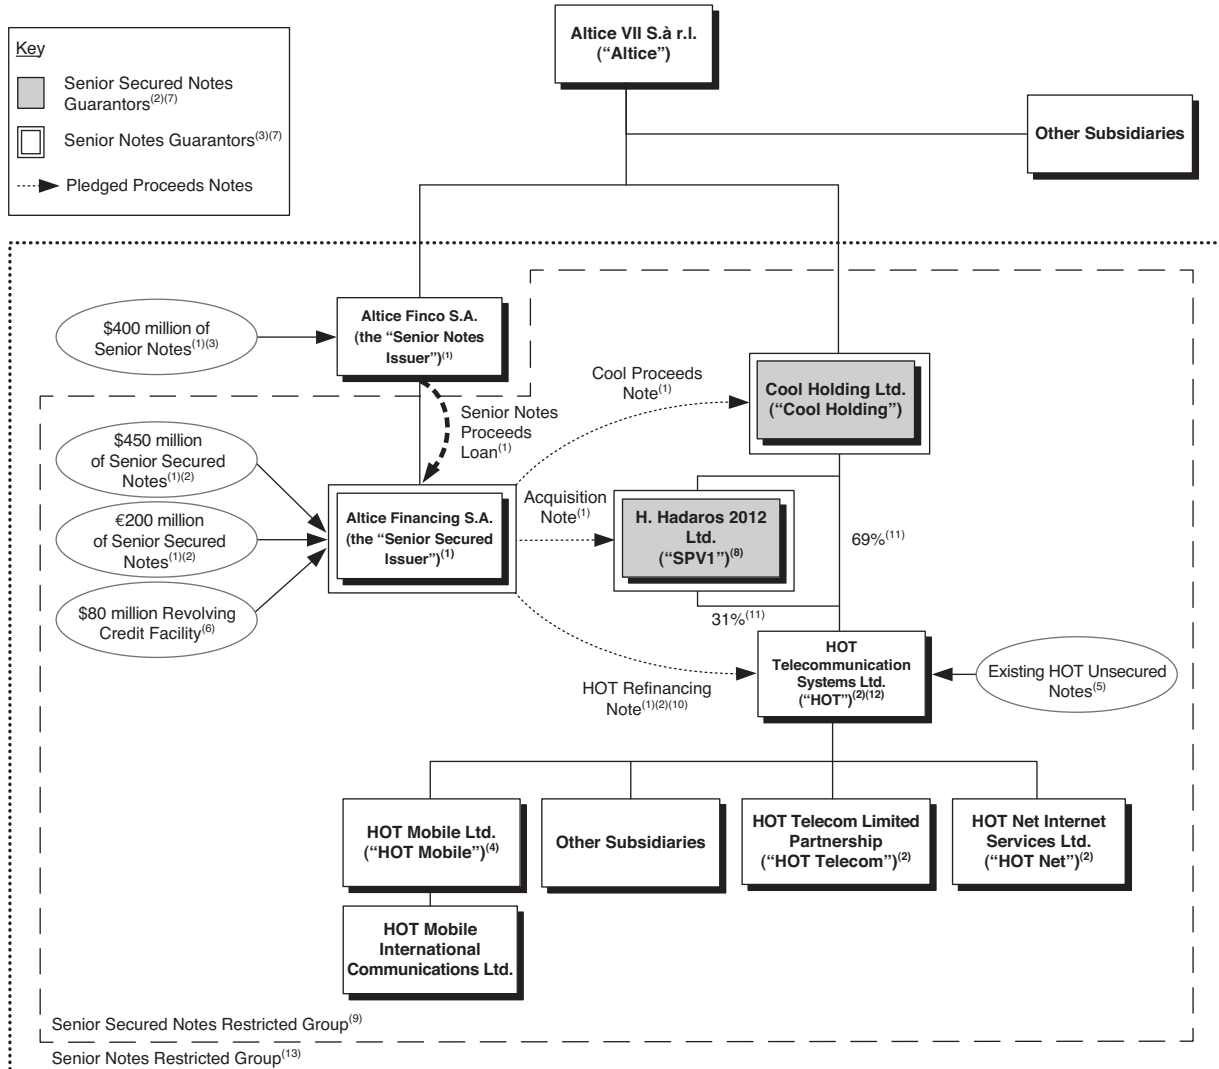 Altice VII S.à r.l.
(“Altice”)
Key
Senior Secured Notes
Guarantors(2)(7)
Senior Notes Guarantors(3)(7)
Pledged Proceeds Notes
Other Subsidiaries
$400 million of
Senior Notes(1)(3)
Altice Finco S.A.
(the “Senior Notes
Issuer”)(1)
Cool Proceeds
Note(1)
Cool Holding Ltd.
(“Cool Holding”)
Senior Notes
Proceeds
Loan(1)
$450 million
of Senior Secured
Notes(1)(2)
€200 million
of Senior Secured
Notes(1)(2)
$80 million Revolving
Credit Facility(6)
Altice Financing S.A.
(the “Senior Secured
Issuer”)(1)
Acquisition
Note(1)
H. Hadaros 2012
Ltd.
(“SPV1”)(8)
69%(11)
31%(11)
HOT Refinancing
Note(1)(2)(10)
HOT
Telecommunication
Systems Ltd.
(“HOT”)(2)(12)
Existing HOT Unsecured
Notes(5)
HOT Mobile Ltd.
(“HOT Mobile”)(4)
Other Subsidiaries
HOT Telecom Limited
Partnership
(“HOT Telecom”)(2)
HOT Net Internet
Services Ltd.
(“HOT Net”)(2)
HOT Mobile
International
Communications Ltd.
Senior Secured Notes Restricted Group(9)
Senior Notes Restricted Group(13)